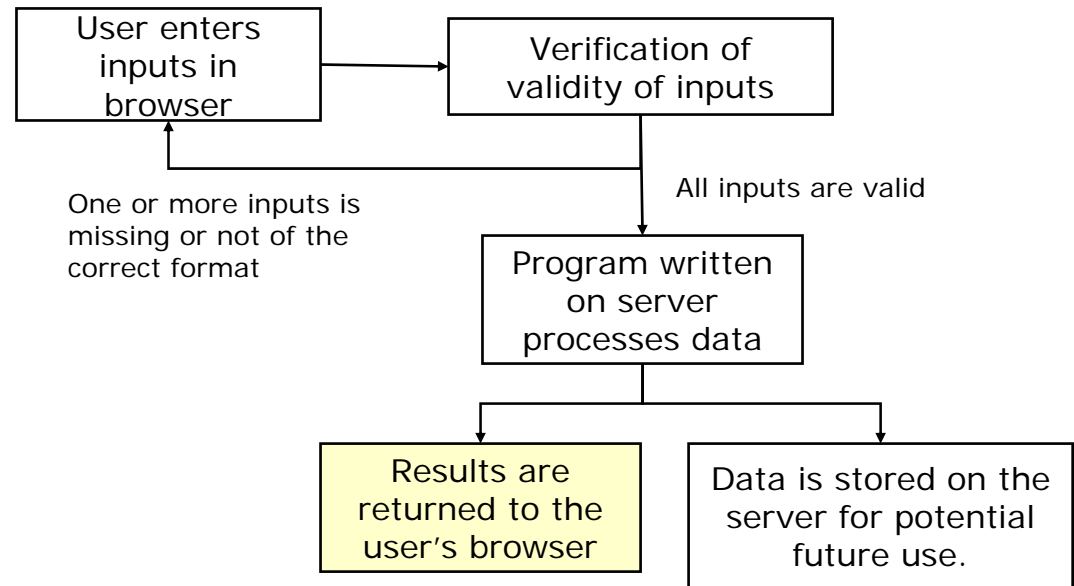 User enters
inputs in
browser
Verification of
validity of inputs
One or more inputs is
missing or not of the
correct format
All inputs are valid
Program written
on server
processes data
Results are
returned to the
user's browser
Data is stored on the
server for potential
future use.